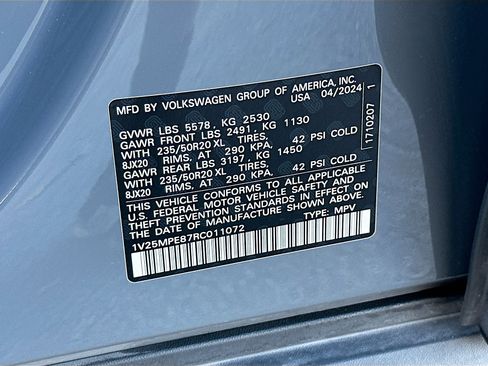 MFD BY VOLKSWAGEN GROUP OF AMERICA, INC.
USA 04/2024
GVWR LBS 5578, KG 2530
GAWR FRONT LBS 2491, KG 1130
WITH 235/50R20 XL TIRES,
8JX20 RIMS, AT 290 KPA, 42 PSI COLD
GAWR REAR LBS 3197, KG 1450
WITH 235/50R20 XL TIRES,
8JX20 RIMS, AT 290 KPA, 42 PSI COLD
THIS VEHICLE CONFORMS TO ALL APPLICABLE
U.S. FEDERAL MOTOR VEHICLE SAFETY AND
THEFT PREVENTION STANDARDS IN EFFECT ON
THE DATE OF MANUFACTURE SHOWN ABOVE.
1V25MPE87RC011072 TYPE: MPV
1710207 1